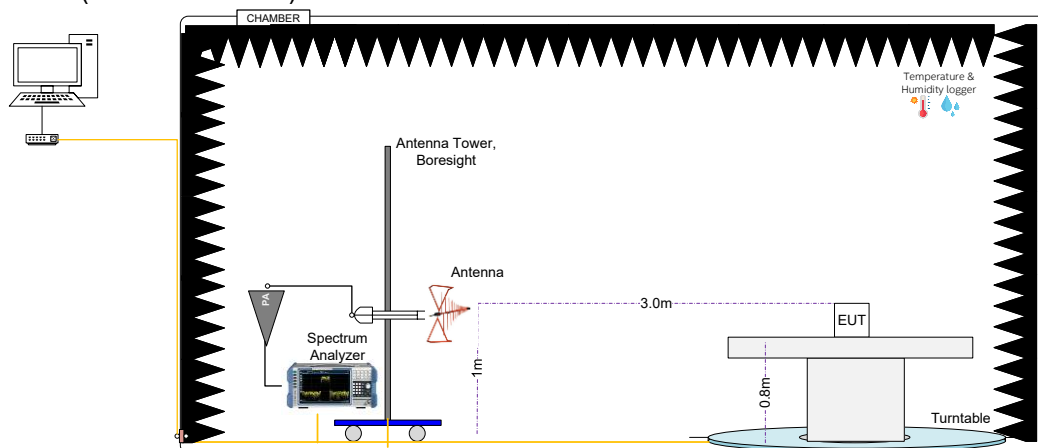 CHAMBER
Temperature &
Humidity logger
Antenna Tower,
Boresight
Antenna
PA
3.0m
EUT
Spectrum
Analyzer
1m
0.8m
Turntable